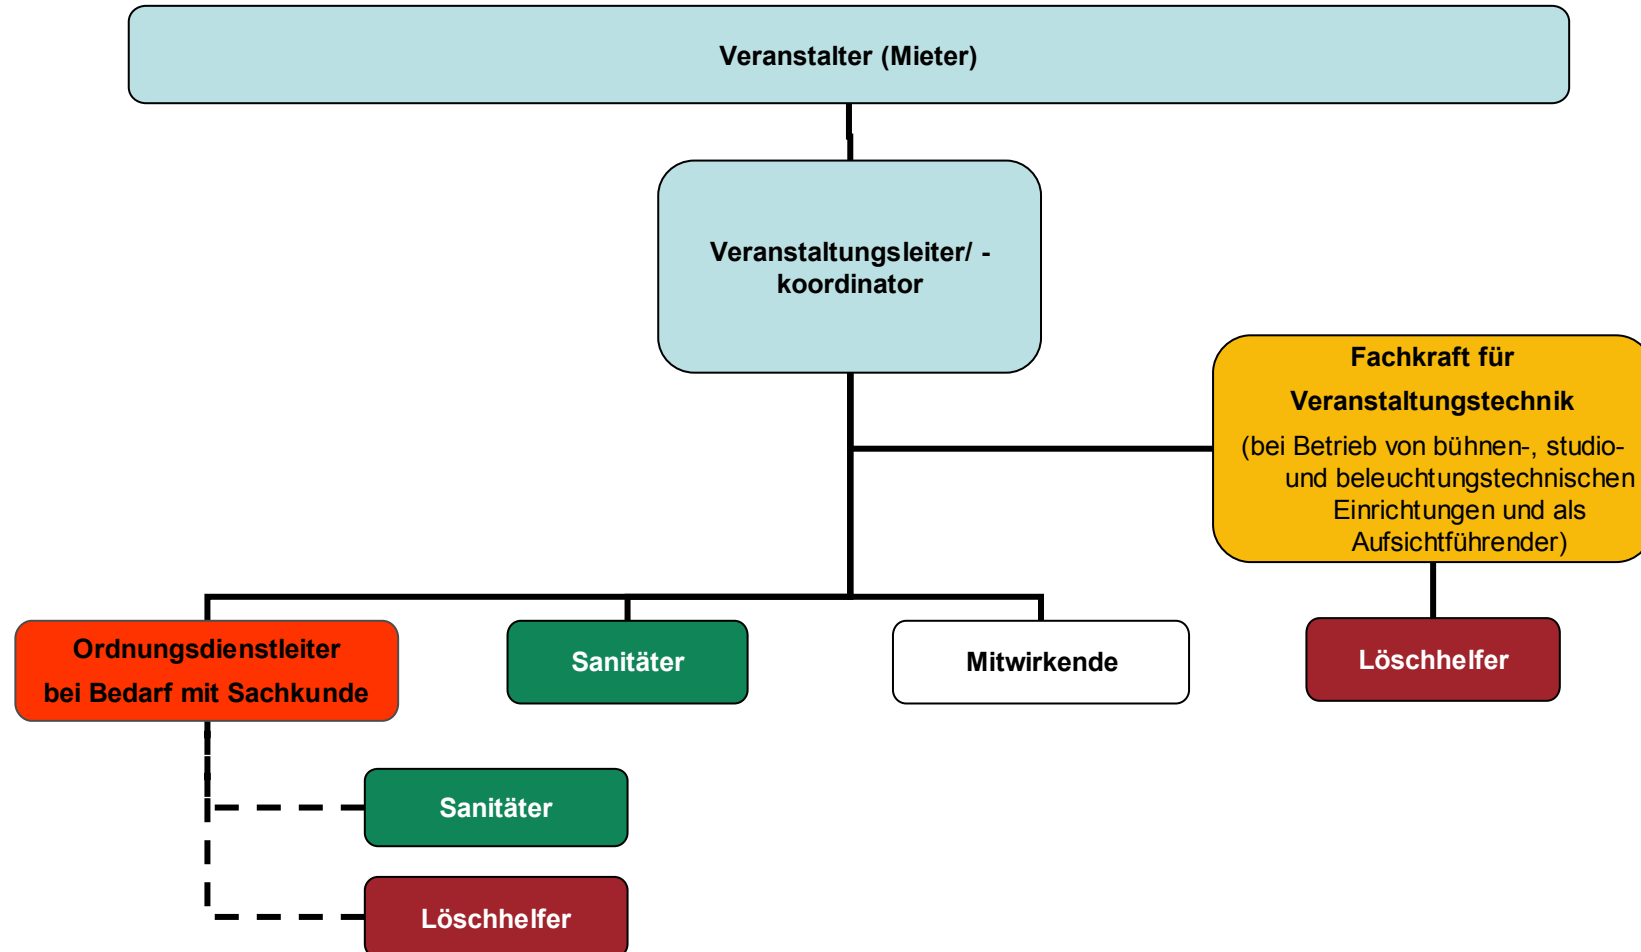 Veranstalter (Mieter)
Veranstaltungsleiter/ -
koordinator
Fachkraft für
Veranstaltungstechnik
(bei Betrieb von bühnen-, studio-
und beleuchtungstechnischen
Einrichtungen und als
Aufsichtführender)
Ordnungsdienstleiter
bei Bedarf mit Sachkunde
Sanitäter
Mitwirkende
Löschhelfer
Sanitäter
Löschhelfer